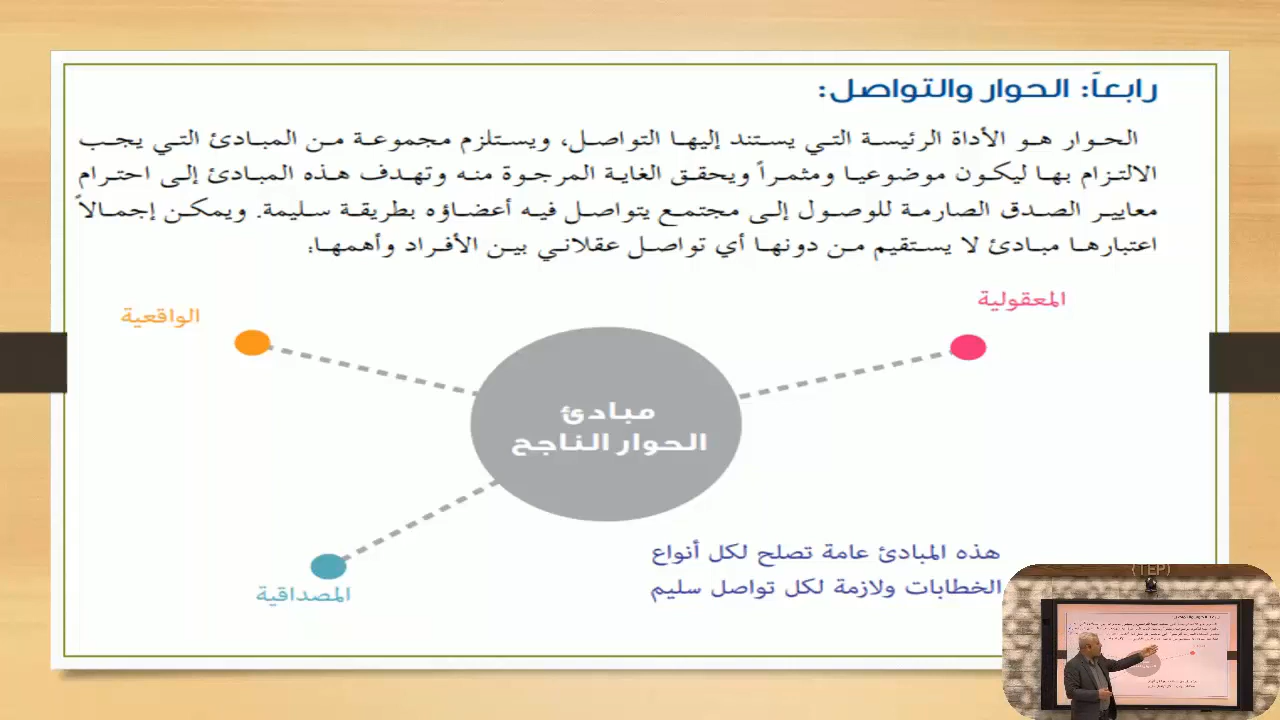 رابعاً: الحوار والتواصل:
الحوار هو الأداة الرئيسة التي يستند إليها التواصل، ويستلزم مجموعة من المبادئ التي يجب
الالتزام بها ليكون موضوعيا ومثمراً ويحقق الغاية المرجوة منه وتهدف هذه المبادئ إلى احترام
معايير الصدق الصارمة للوصول إلى مجتمع يتواصل فيه أعضاؤه بطريقة سليمة. ويمكن إجمالاً
اعتبارها مبادئ لا يستقيم من دونها أي تواصل عقلاني بين الأفراد وأهمها:
المعقولية
الواقعية
مبادئ
الحوار الناجح
هذه المبادئ عامة تصلح لكل أنواع
الخطابات ولازمة لكل تواصل سليم
المصداقية
(TEP)